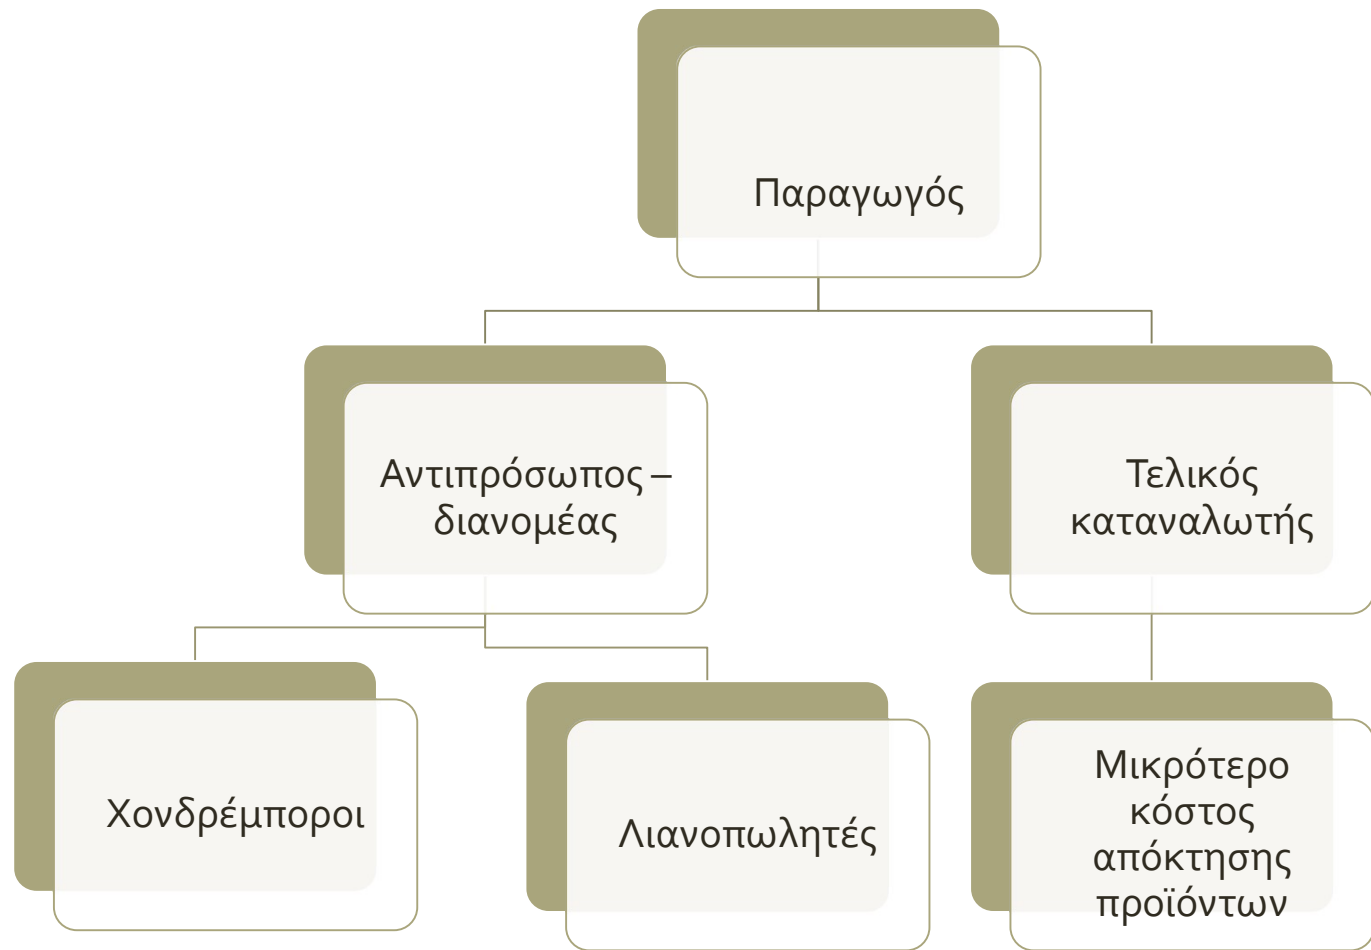 Παραγωγός
Αντιπρόσωπος –
διανομέας
Τελικός
καταναλωτής
Χονδρέμποροι
Λιανοπωλητές
Μικρότερο
κόστος
απόκτησης
προϊόντων